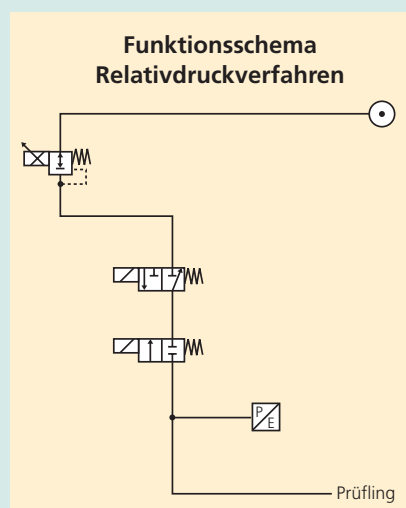 Funktionsschema
Relativdruckverfahren
P
E
Prüfling